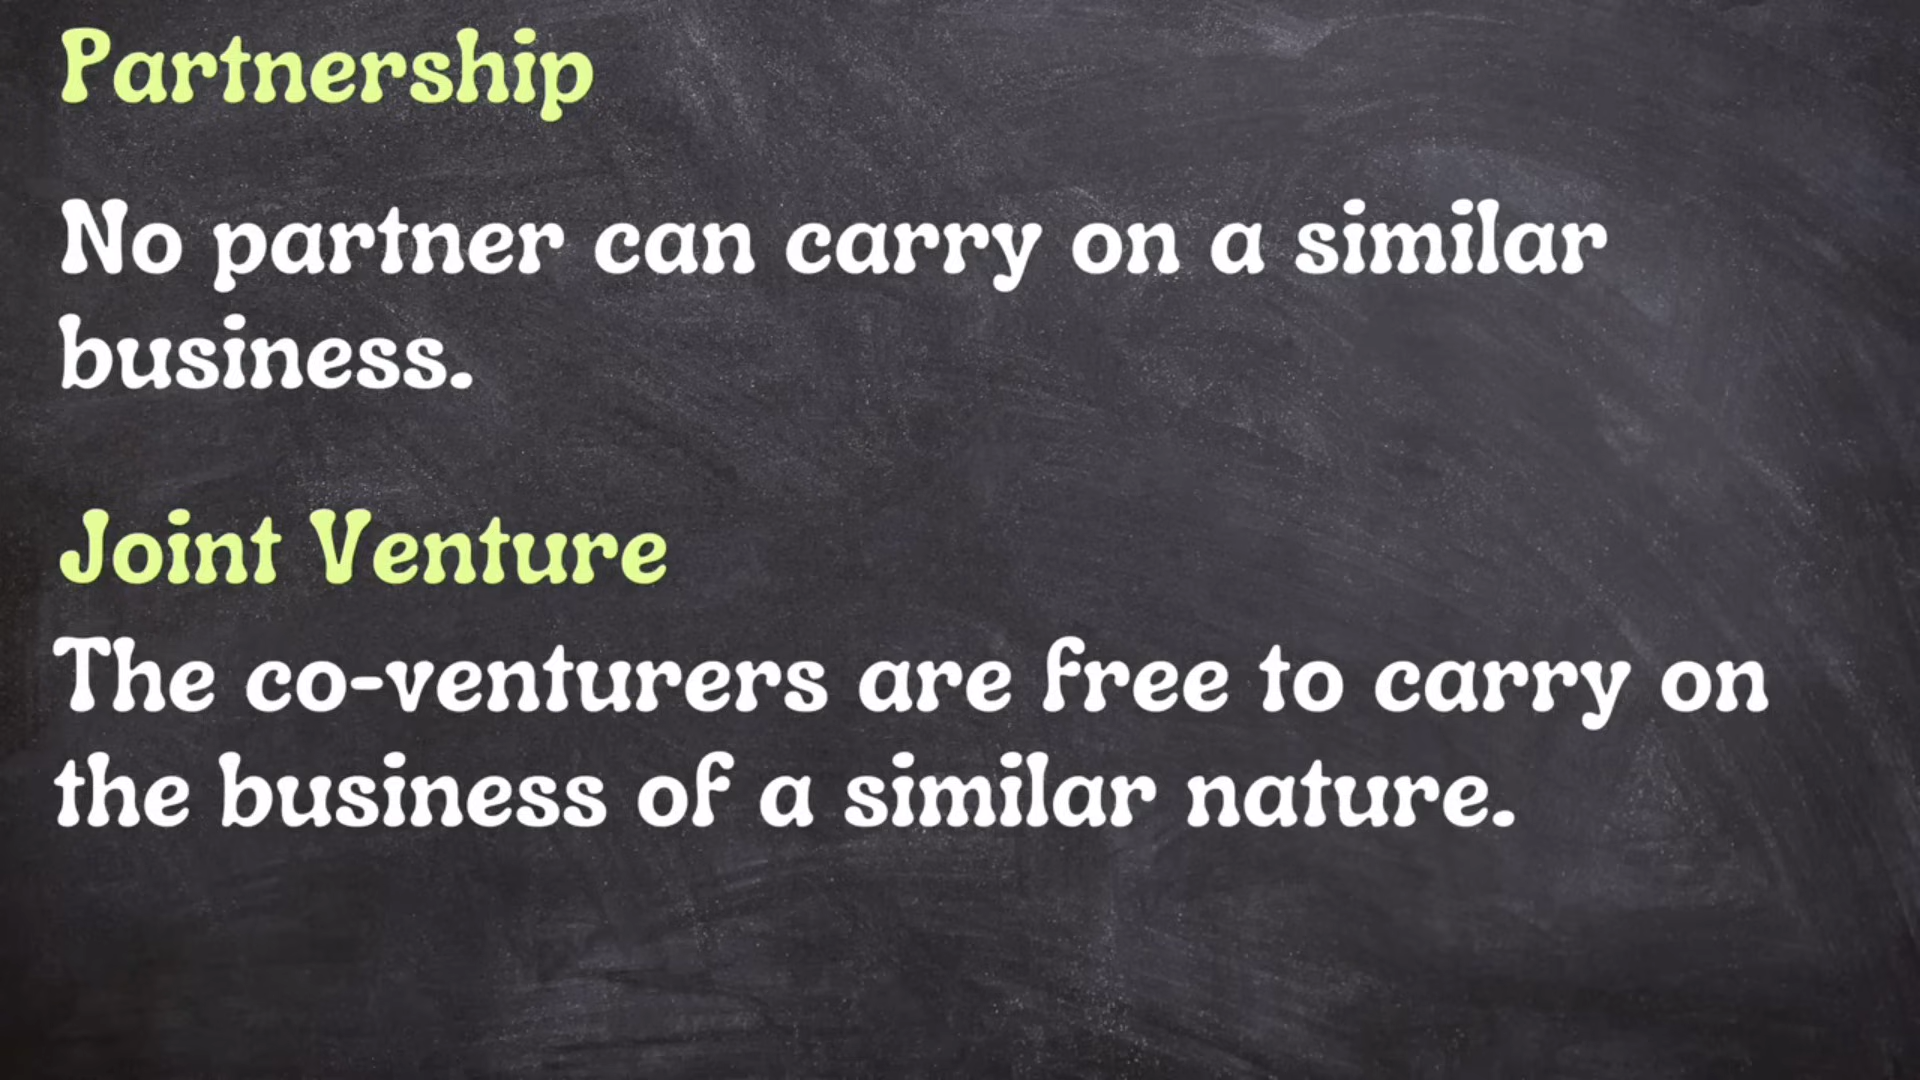 Partnership
No partner can carry on a similar
business.
Joint Venture
The co-venturers are free to carry on
the business of a similar nature.